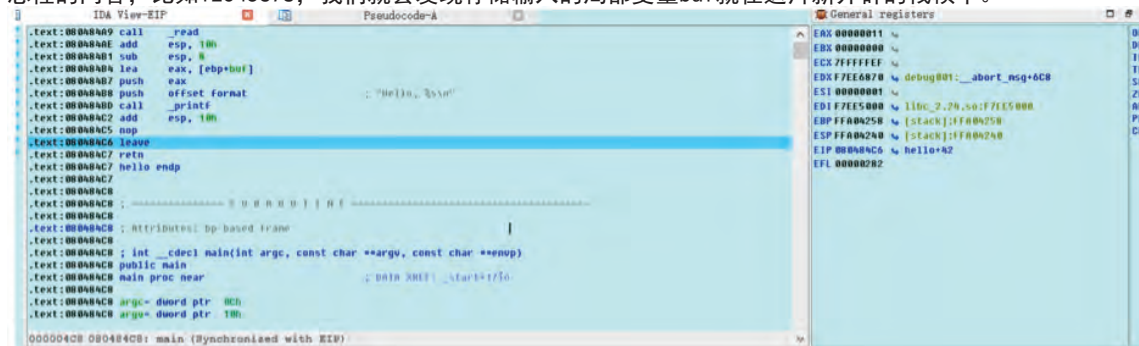 IDA View-EIP
Pseudocode-A
General registers
.text:080484A9 call _read
.text:080484AE add esp, 10h
.text:080484B1 sub esp, 8
.text:080484B4 lea eax, [ebp+buf]
.text:080484B7 push eax
.text:080484B8 push offset format ; "Hello, %s\n"
.text:080484BD call _printf
.text:080484C2 add esp, 10h
.text:080484C5 nop
.text:080484C6 leave
.text:080484C7 retn
.text:080484C7 hello endp
.text:080484C7
.text:080484C8
.text:080484C8 ; S U B R O U T I N E
.text:080484C8
.text:080484C8 ; Attributes: bp-based frame
.text:080484C8
.text:080484C8 ; int __cdecl main(int argc, const char **argv, const char **envp)
.text:080484C8 public main
.text:080484C8 main proc near ; DATA XREF: _start+17↑o
.text:080484C8
.text:080484C8 argc= dword ptr 0Ch
.text:080484C8 argv= dword ptr 10h
000004C8 080484C8: main (Synchronized with EIP)
EAX 00000011
EBX 00000000
ECX 7FFFFFEF
EDX F7EE6870 debug001:__abort_msg+6C8
ESI 00000001
EDI F7EE5000 libc_2.24.so:F7EE5000
EBP FFA04258 [stack]:FFA04258
ESP FFA04240 [stack]:FFA04240
EIP 080484C6 hello+42
EFL 00000282